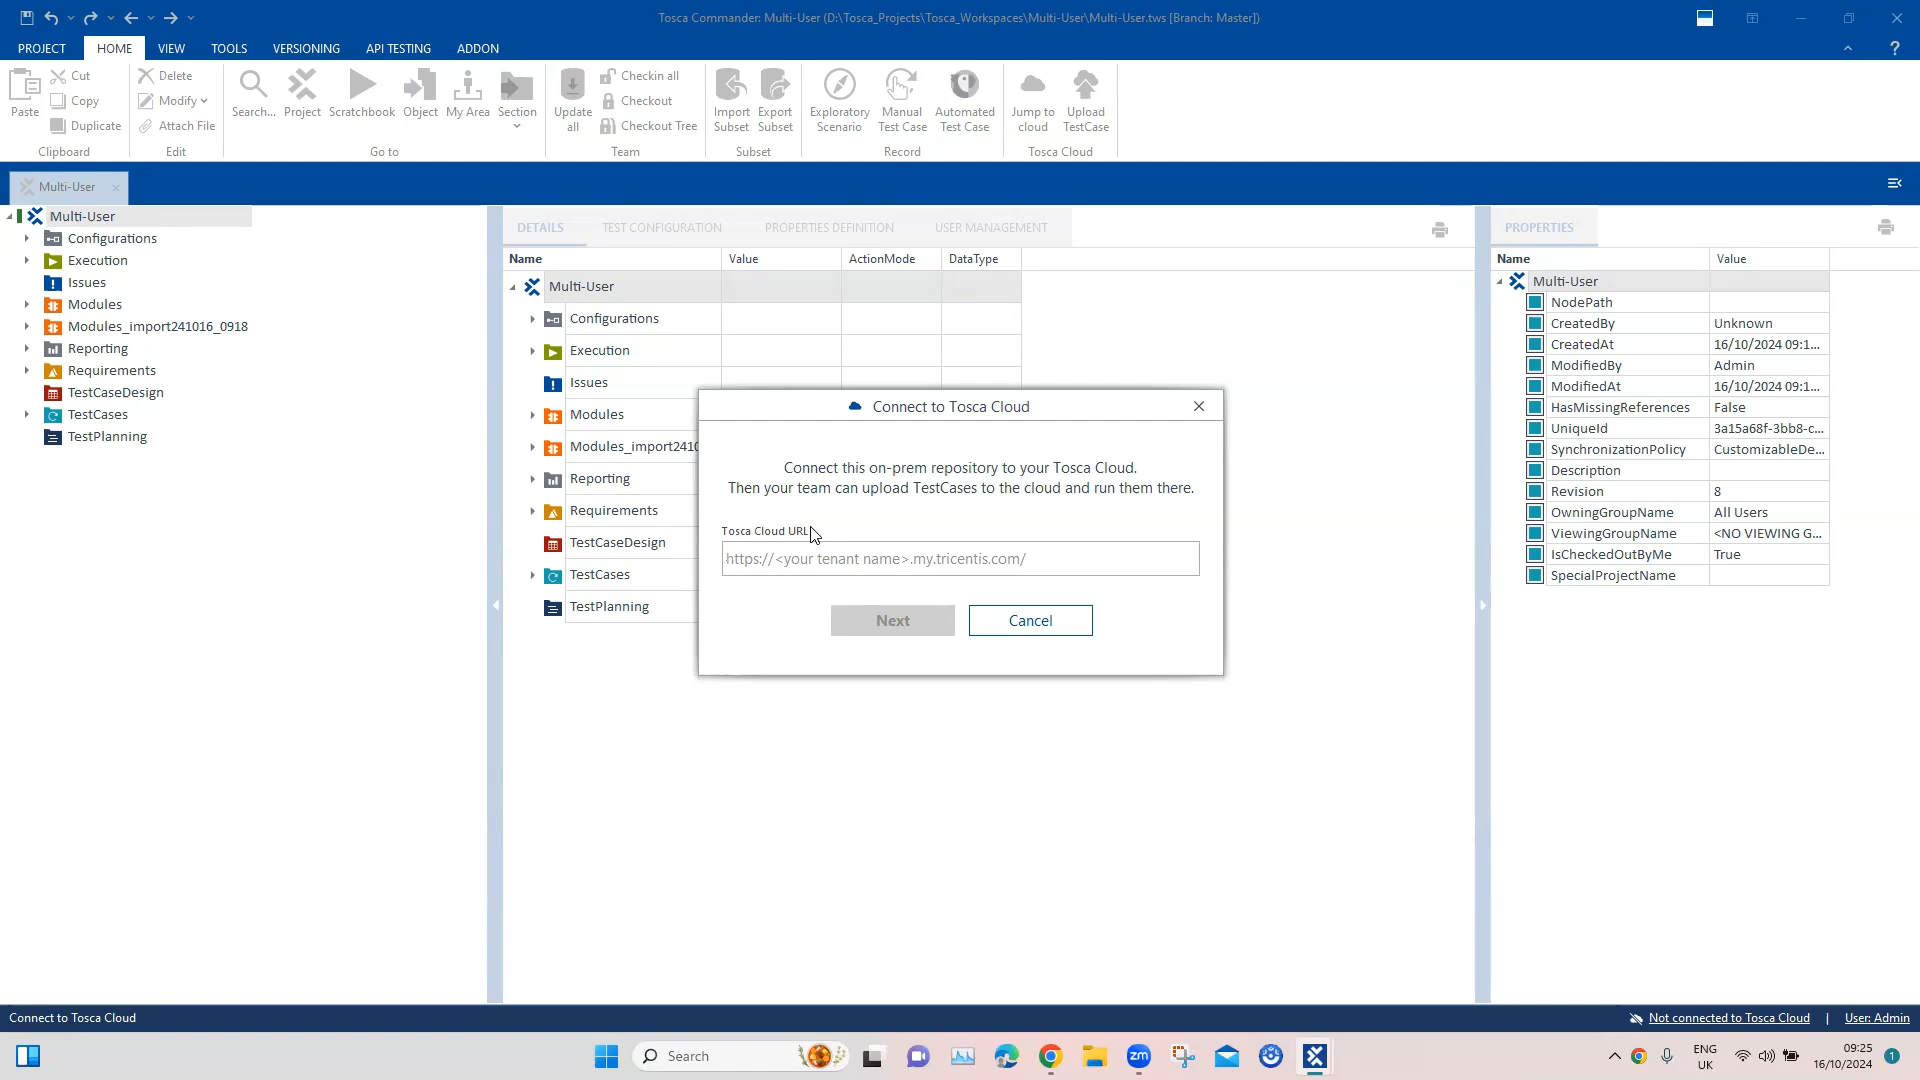 Tosca Commander: Multi-User (D:\Tosca_Projects\Tosca_Workspaces\Multi-User\Multi-User.tws [Branch: Master])
PROJECT HOME VIEW TOOLS VERSIONING API TESTING ADDON
Paste
Cut
Copy
Duplicate
Clipboard
Delete
Modify
Attach File
Edit
Search... Project Scratchbook Object My Area Section
Go to
Update all
Checkin all
Checkout
Checkout Tree
Team
Import Subset
Export Subset
Subset
Exploratory Scenario
Manual Test Case
Automated Test Case
Record
Jump to cloud
Upload TestCase
Tosca Cloud
Multi-User
Multi-User
Configurations
Execution
Issues
Modules
Modules_import241016_0918
Reporting
Requirements
TestCaseDesign
TestCases
TestPlanning
DETAILS TEST CONFIGURATION PROPERTIES DEFINITION USER MANAGEMENT
Name Value ActionMode DataType
Multi-User
Configurations
Execution
Issues
Modules
Modules_import2410
Reporting
Requirements
TestCaseDesign
TestCases
TestPlanning
Connect to Tosca Cloud
Connect this on-prem repository to your Tosca Cloud.
Then your team can upload TestCases to the cloud and run them there.
Tosca Cloud URL
https://<your tenant name>.my.tricentis.com/
Next Cancel
PROPERTIES
Name Value
Multi-User
NodePath
CreatedBy Unknown
CreatedAt 16/10/2024 09:1...
ModifiedBy Admin
ModifiedAt 16/10/2024 09:1...
HasMissingReferences False
UniqueId 3a15a68f-3bb8-c...
SynchronizationPolicy CustomizableDe...
Description
Revision 8
OwningGroupName All Users
ViewingGroupName <NO VIEWING G...
IsCheckedOutByMe True
SpecialProjectName
Connect to Tosca Cloud
Not connected to Tosca Cloud | User: Admin
Search
zm
ENG
UK
09:25
16/10/2024
1